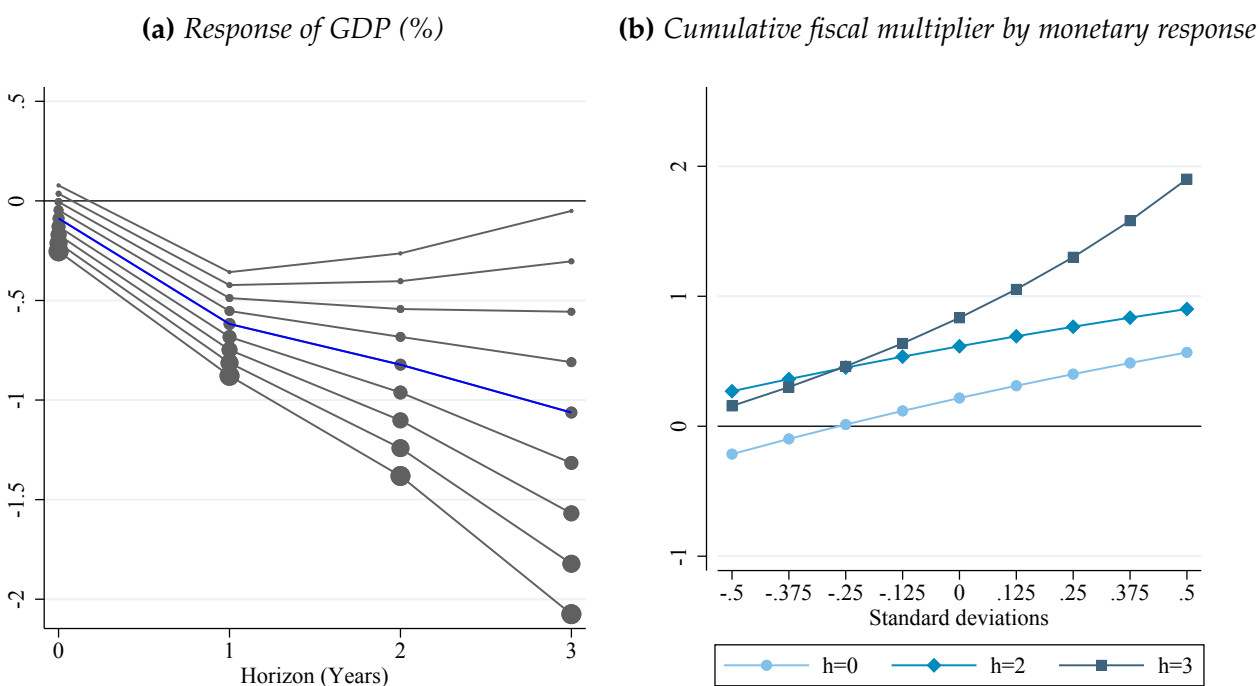 (a) Response of GDP (%)
.5
0
-.5
-1
-1.5
-2
0 1 2 3
Horizon (Years)
(b) Cumulative fiscal multiplier by monetary response
2
1
0
-1
-.5 -.375 -.25 -.125 0 .125 .25 .375 .5
Standard deviations
h=0 h=2 h=3